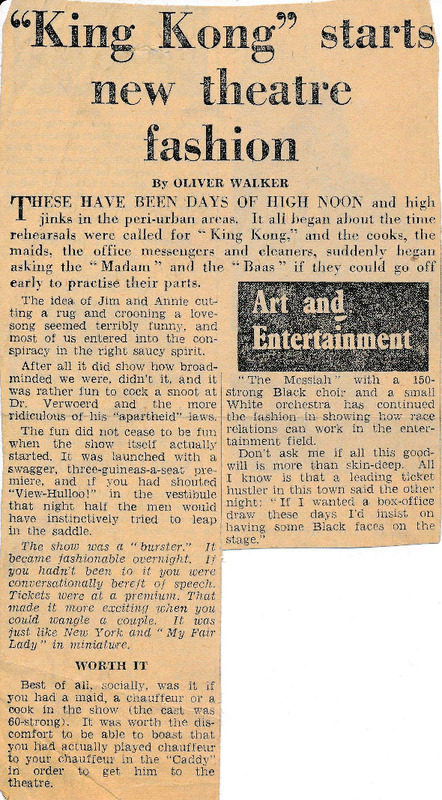 "King Kong" starts
new theatre
fashion
By OLIVER WALKER
THESE HAVE BEEN DAYS OF HIGH NOON and high
jinks in the peri-urban areas. It all began about the time
rehearsals were called for "King Kong," and the cooks, the
maids, the office messengers and cleaners, suddenly began
asking the "Madam" and the "Baas" if they could go off
early to practise their parts.
The idea of Jim and Annie cut-
ting a rug and crooning a love-
song seemed terribly funny, and
most of us entered into the con-
spiracy in the right saucy spirit.
After all it did show how broad-
minded we were, didn't it, and it
was rather fun to cock a snoot at
Dr. Verwoerd and the more
ridiculous of his "apartheid" laws.
The fun did not cease to be fun
when the show itself actually
started. It was launched with a
swagger, three-guineas-a-seat pre-
miere, and if you had shouted
"View-Hulloo!" in the vestibule
that night half the men would
have instinctively tried to leap
in the saddle.
The show was a "burster." It
became fashionable overnight. If
you hadn't been to it you were
conversationally bereft of speech.
Tickets were at a premium. That
made it more exciting when you
could wangle a couple. It was
just like New York and "My Fair
Lady" in miniature.
WORTH IT
Best of all, socially, was it if
you had a maid, a chauffeur or a
cook in the show (the cast was
60-strong). It was worth the dis-
comfort to be able to boast that
you had actually played chauffeur
to your chauffeur in the "Caddy"
in order to get him to the
theatre.
Art and
Entertainment
"The Messiah" with a 150-
strong Black choir and a small
White orchestra has continued
the fashion in showing how race
relations can work in the enter-
tainment field.
Don't ask me if all this good-
will is more than skin-deep. All
I know is that a leading ticket
hustler in this town said the other
night: "If I wanted a box-office
draw these days I'd insist on
having some Black faces on the
stage."